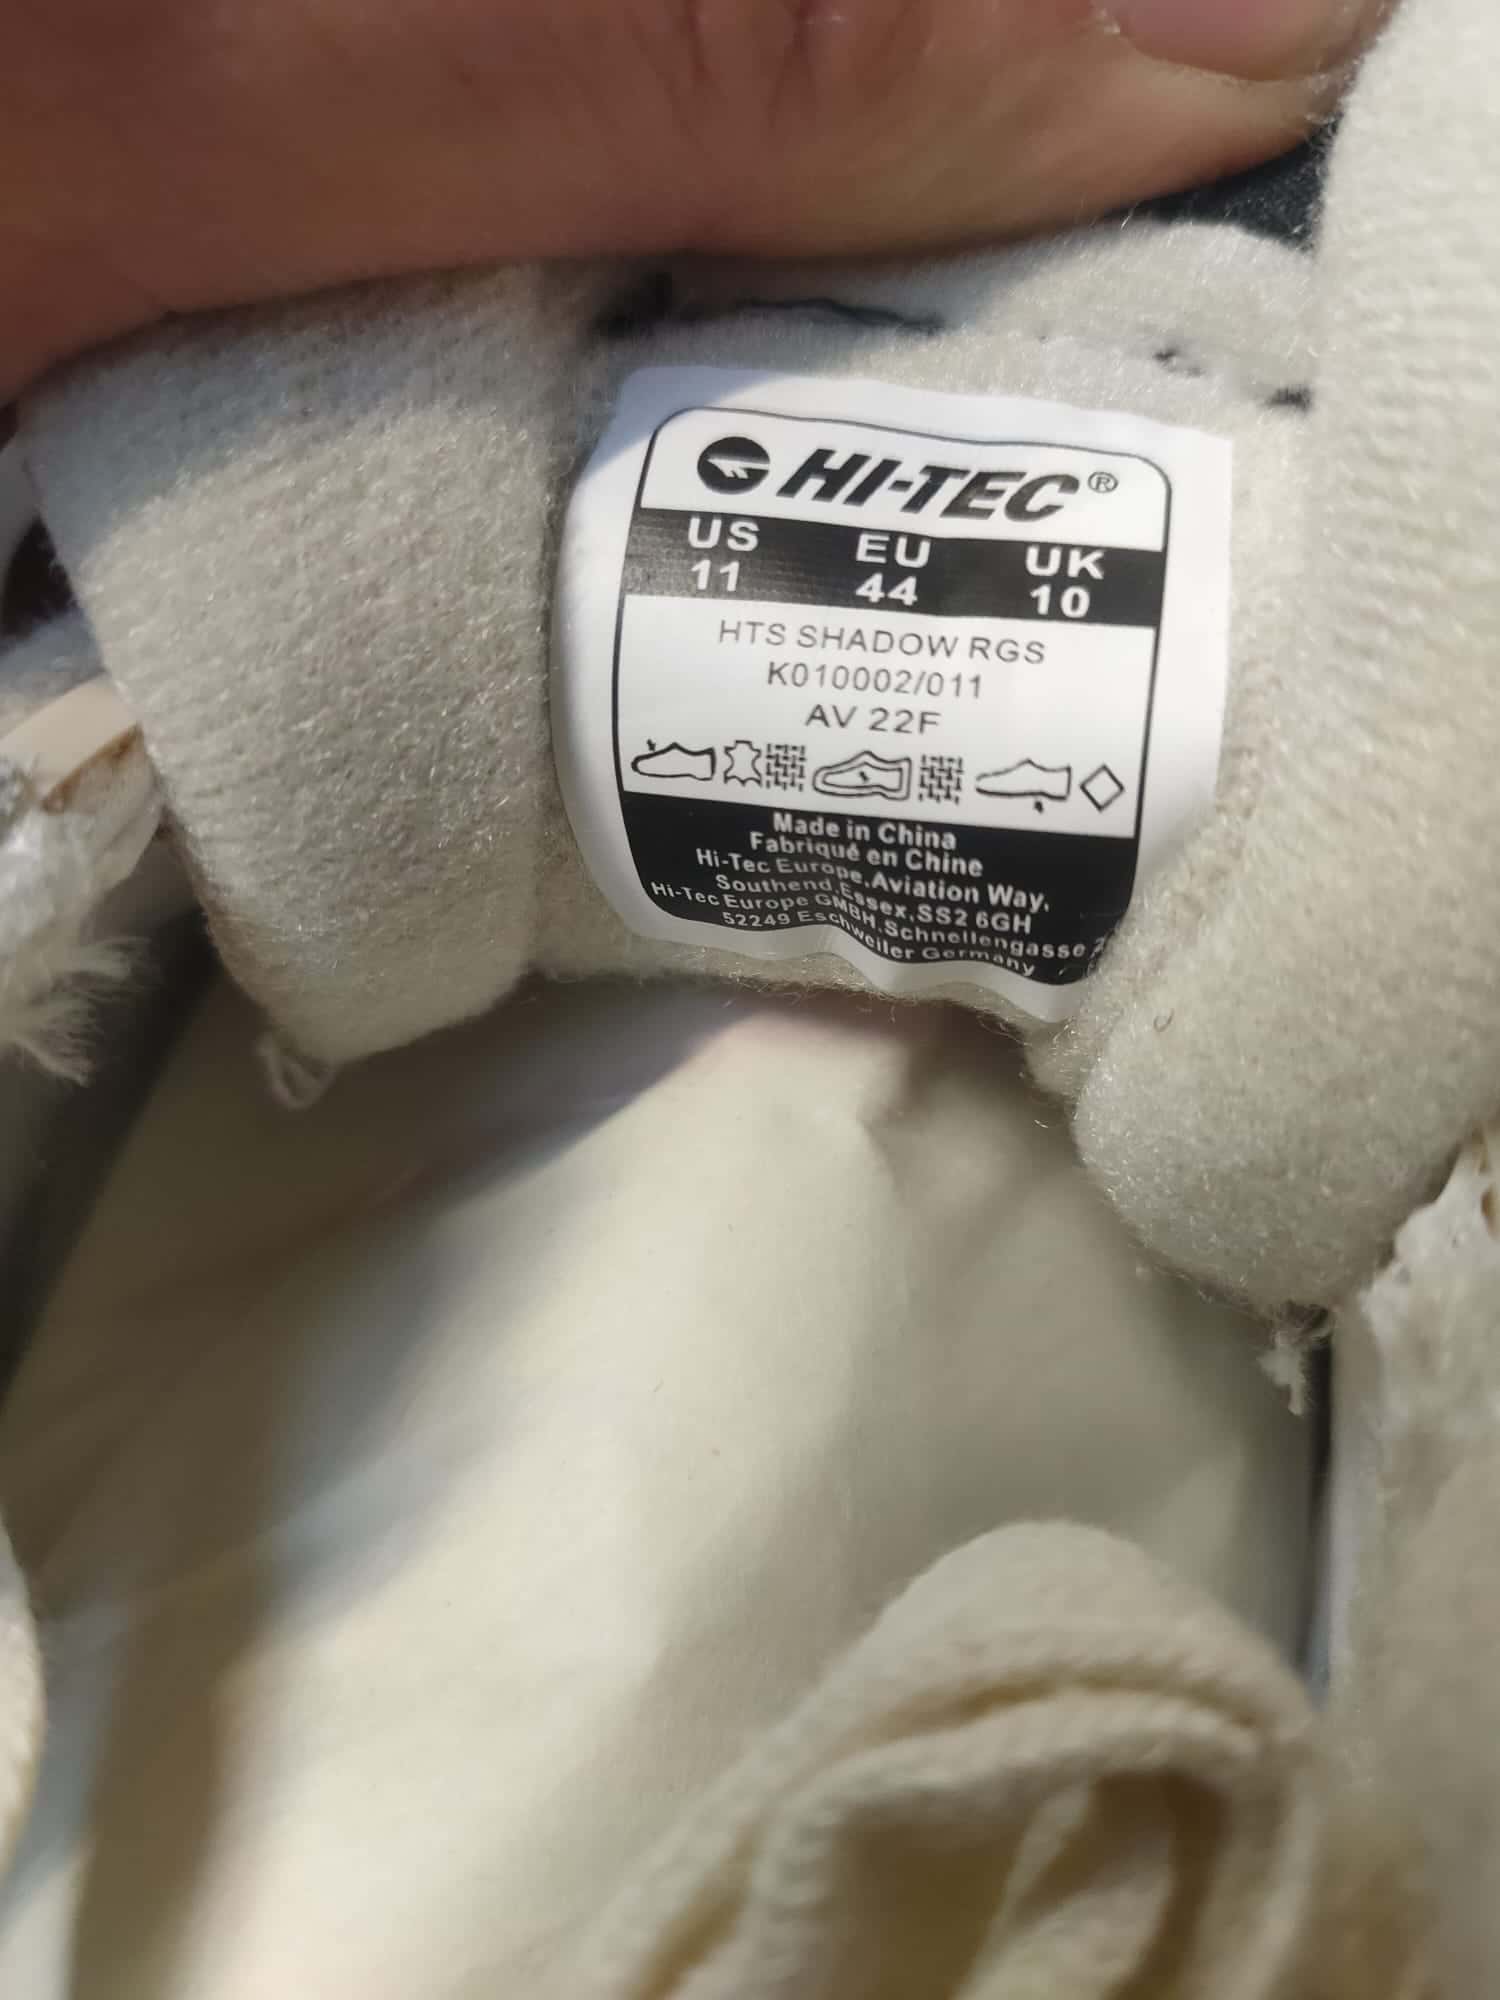 HI-TEC®
US EU UK
11 44 10
HTS SHADOW RGS
K010002/011
AV 22F
Made in China
Fabriqué en Chine
Hi-Tec Europe,Aviation Way,
Southend,Essex,SS2 6GH
Hi-Tec Europe GMBH,Schnellengasse
52249 Eschweiler Germany